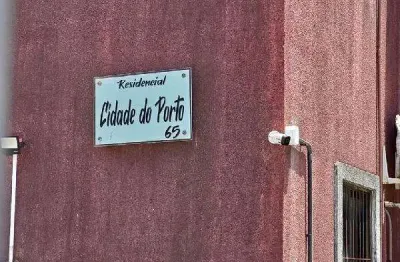 Residencial
Cidade do Porto
65